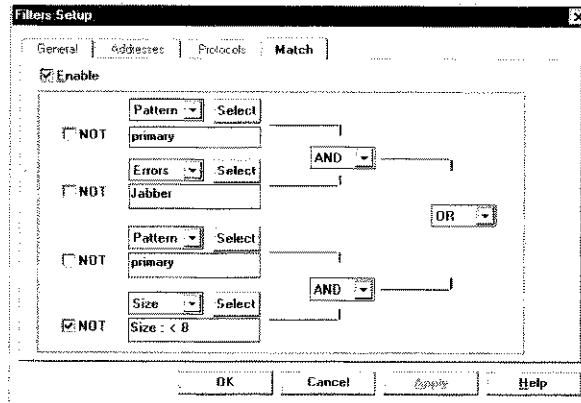 Filters:Setup
General Addresses Protocols Match
Enable
Pattern Select
NOT primary
AND
Errors Select
NOT Jabber
OR
Pattern Select
NOT primary
AND
Size Select
NOT Size : < 8
OK Cancel Apply Help